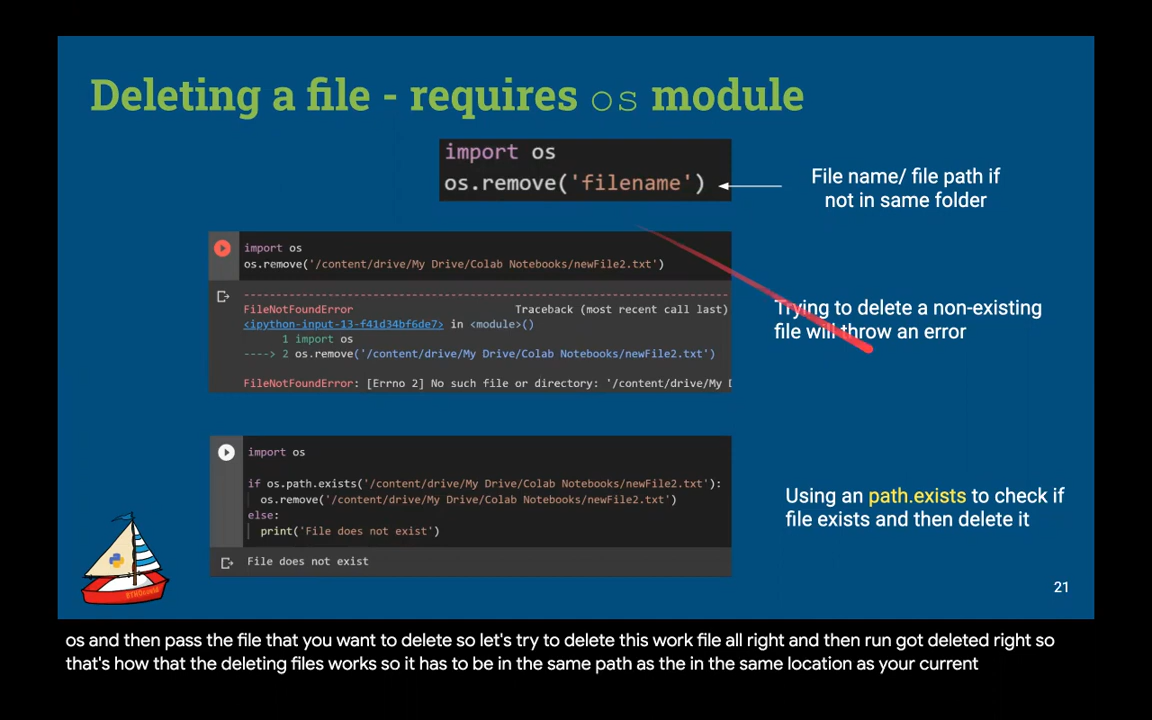 Deleting a file - requires os module
import os
os.remove('filename')
File name/ file path if
not in same folder
import os
os.remove('/content/drive/My Drive/Colab Notebooks/newFile2.txt')
FileNotFoundError Traceback (most recent call last)
<ipython-input-13-f41d34bf6de7> in <module>()
1 import os
----> 2 os.remove('/content/drive/My Drive/Colab Notebooks/newFile2.txt')
FileNotFoundError: [Errno 2] No such file or directory: '/content/drive/My D
Trying to delete a non-existing
file will throw an error
import os
if os.path.exists('/content/drive/My Drive/Colab Notebooks/newFile2.txt'):
os.remove('/content/drive/My Drive/Colab Notebooks/newFile2.txt')
else:
print('File does not exist')
File does not exist
Using an path.exists to check if
file exists and then delete it
21
os and then pass the file that you want to delete so let's try to delete this work file all right and then run got deleted right so
that's how that the deleting files works so it has to be in the same path as the in the same location as your current